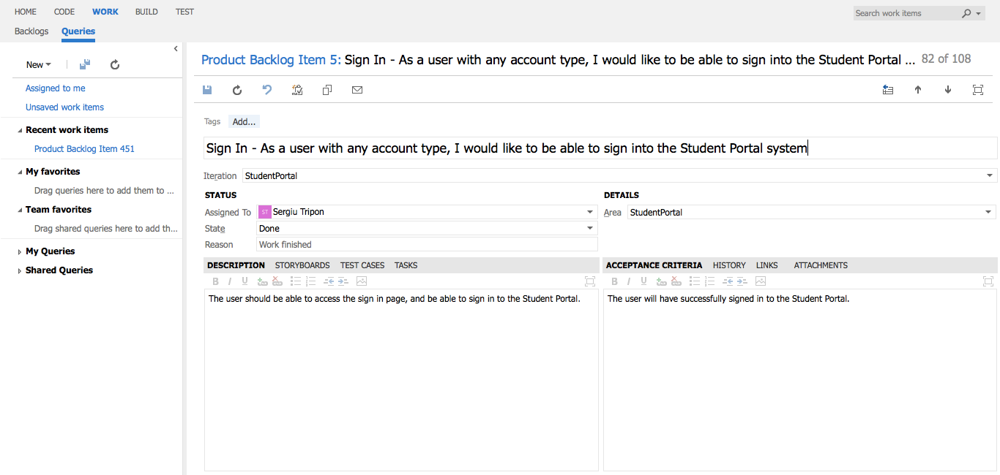 HOME CODE WORK BUILD TEST
Search work items
Backlogs Queries
New
Assigned to me
Unsaved work items
Recent work items
Product Backlog Item 451
My favorites
Drag queries here to add them to ...
Team favorites
Drag shared queries here to add th...
My Queries
Shared Queries
Product Backlog Item 5: Sign In - As a user with any account type, I would like to be able to sign into the Student Portal ... 82 of 108
Tags Add...
Sign In - As a user with any account type, I would like to be able to sign into the Student Portal system
Iteration StudentPortal
STATUS
Assigned To ST Sergiu Tripon
State Done
Reason Work finished
DETAILS
Area StudentPortal
DESCRIPTION STORYBOARDS TEST CASES TASKS
B I U
The user should be able to access the sign in page, and be able to sign in to the Student Portal.
ACCEPTANCE CRITERIA HISTORY LINKS ATTACHMENTS
B I U
The user will have successfully signed in to the Student Portal.